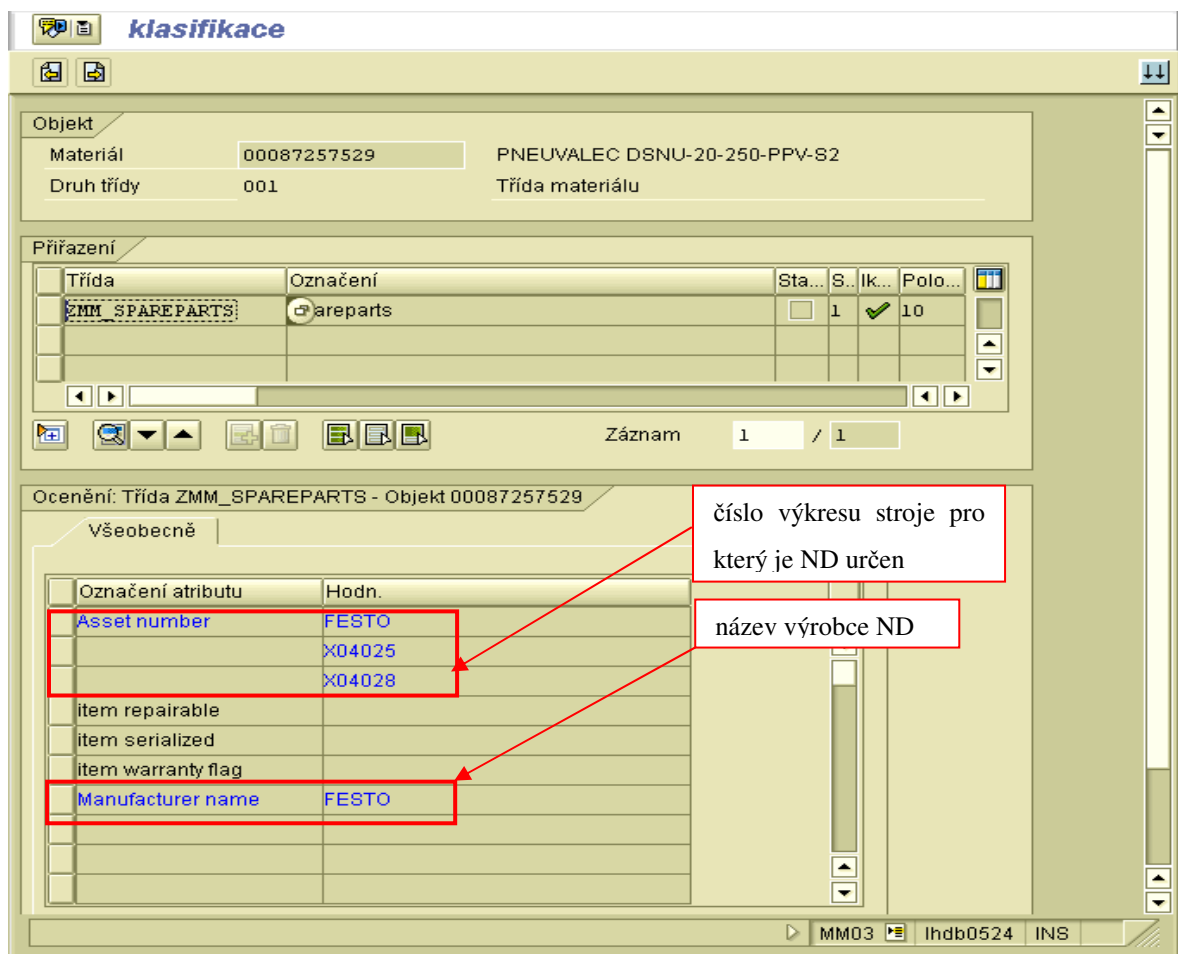 klasifikace
Objekt
Materiál 00087257529 PNEUVALEC DSNU-20-250-PPV-S2
Druh třídy 001 Třída materiálu
Přiřazení
Třída Označení Sta... S.. Ik... Polo...
ZMM_SPAREPARTS areparts 1 10
Záznam 1 / 1
Ocenění: Třída ZMM_SPAREPARTS - Objekt 00087257529
Všeobecně
číslo výkresu stroje pro
který je ND určen
Označení atributu Hodn.
Asset number FESTO
název výrobce ND
X04025
X04028
item repairable
item serialized
item warranty flag
Manufacturer name FESTO
MM03 lhdb0524 INS